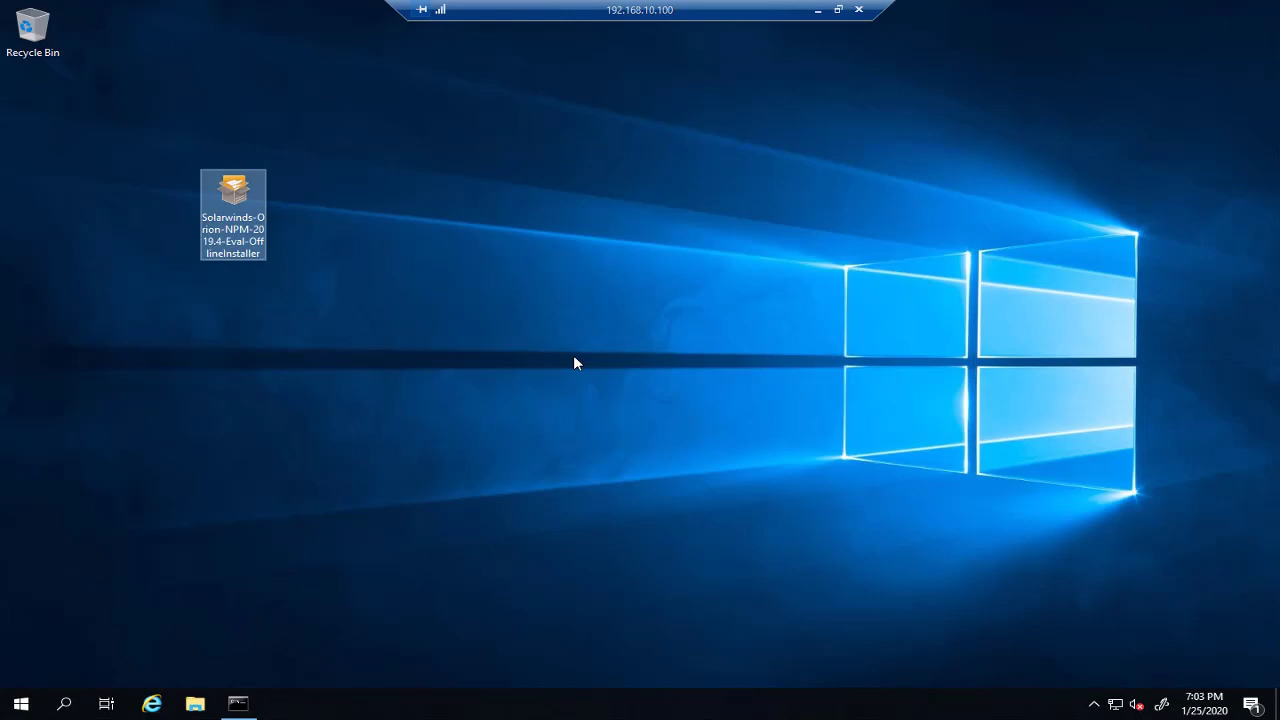 192.168.10.100
Recycle Bin
Solarwinds-O
rion-NPM-20
19.4-Eval-Off
lineInstaller
7:03 PM
1/25/2020
1